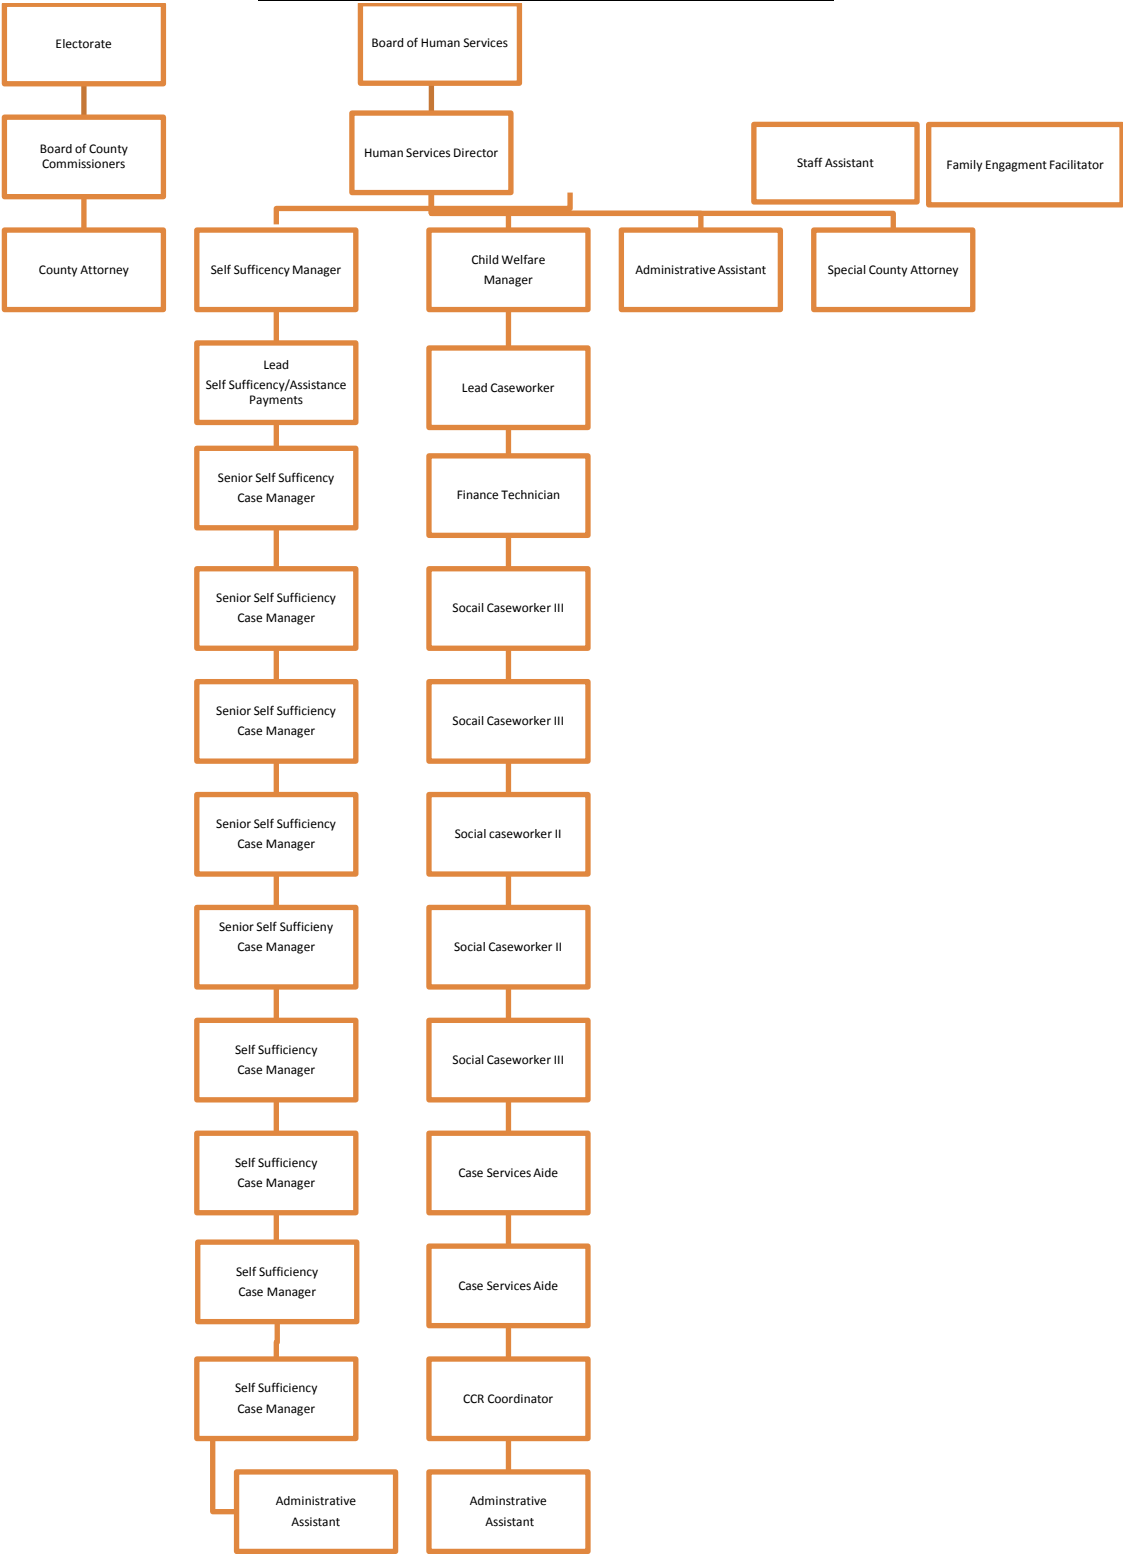 Electorate
Board of Human Services
Board of County
Commissioners
Human Services Director
Staff Assistant
Family Engagment Facilitator
County Attorney
Self Sufficency Manager
Child Welfare
Manager
Administrative Assistant
Special County Attorney
Lead
Self Sufficency/Assistance
Payments
Lead Caseworker
Senior Self Sufficency
Case Manager
Finance Technician
Senior Self Sufficiency
Case Manager
Socail Caseworker III
Senior Self Sufficiency
Case Manager
Socail Caseworker III
Senior Self Sufficiency
Case Manager
Social caseworker II
Senior Self Sufficieny
Case Manager
Social Caseworker II
Self Sufficiency
Case Manager
Social Caseworker III
Self Sufficiency
Case Manager
Case Services Aide
Self Sufficiency
Case Manager
Case Services Aide
Self Sufficiency
Case Manager
CCR Coordinator
Administrative
Assistant
Adminstrative
Assistant